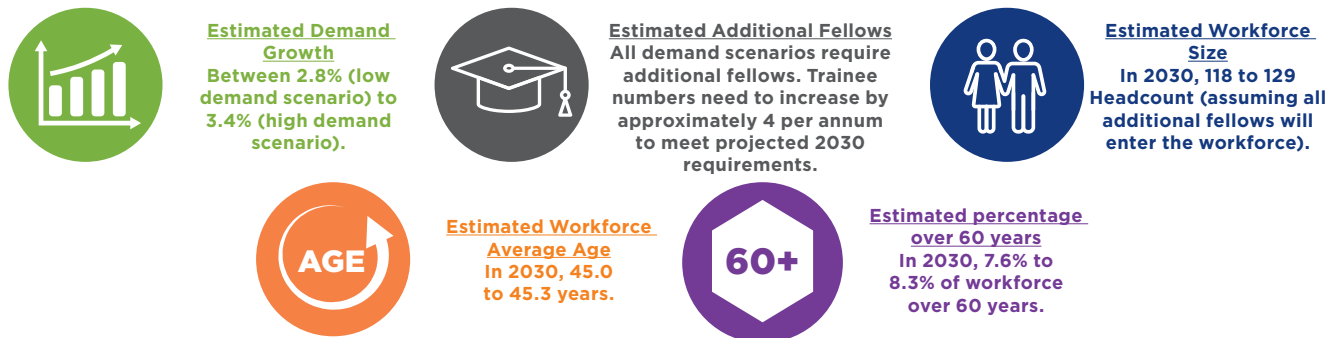 Estimated Demand
Growth
Between 2.8% (low
demand scenario) to
3.4% (high demand
scenario).
Estimated Additional Fellows
All demand scenarios require
additional fellows. Trainee
numbers need to increase by
approximately 4 per annum
to meet projected 2030
requirements.
Estimated Workforce
Size
In 2030, 118 to 129
Headcount (assuming all
additional fellows will
enter the workforce).
AGE
Estimated Workforce
Average Age
In 2030, 45.0
to 45.3 years.
60+
Estimated percentage
over 60 years
In 2030, 7.6% to
8.3% of workforce
over 60 years.